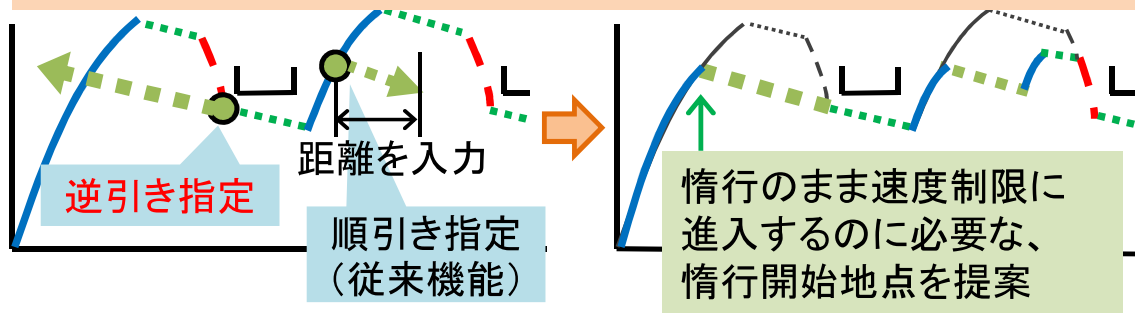 距離を入力
逆引き指定
順引き指定
（従来機能）
惰行のまま速度制限に
進入するのに必要な、
惰行開始地点を提案